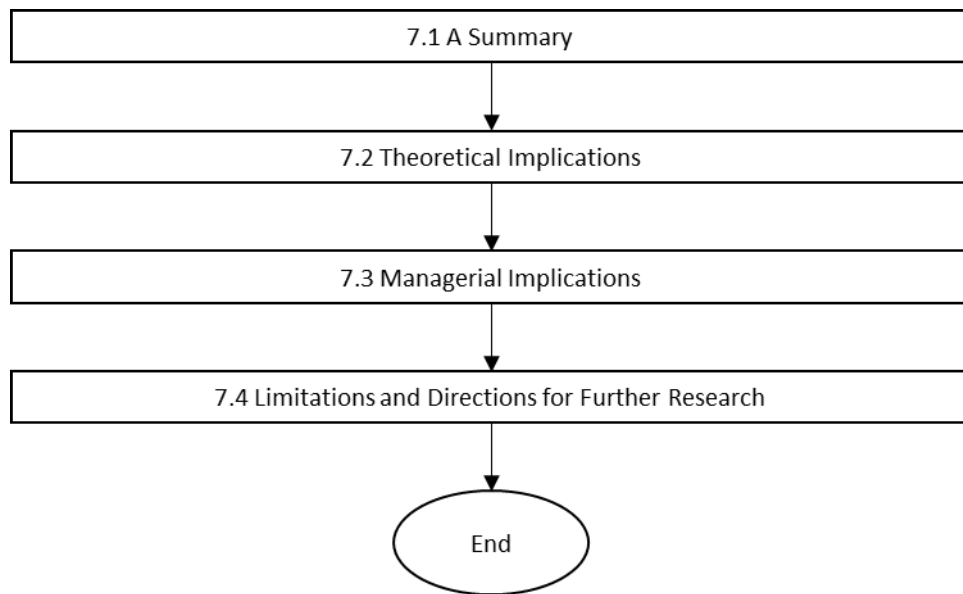 7.1 A Summary
7.2 Theoretical Implications
7.3 Managerial Implications
7.4 Limitations and Directions for Further Research
End